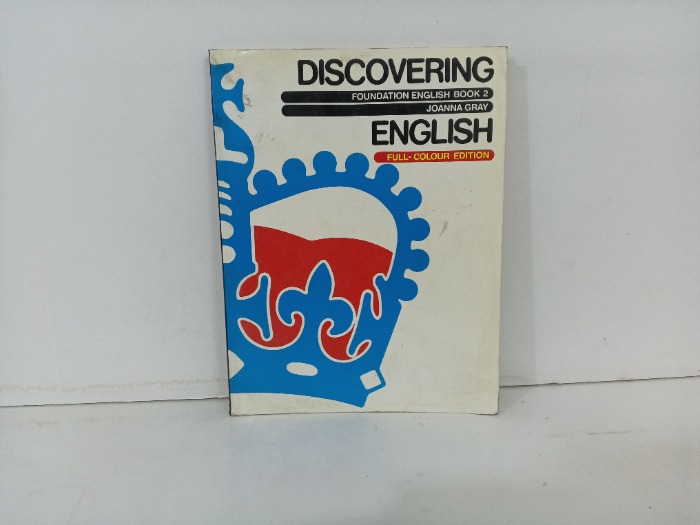 DISCOVERING
FOUNDATION ENGLISH BOOK 2
JOANNA GRAY
ENGLISH
FULL-COLOUR EDITION